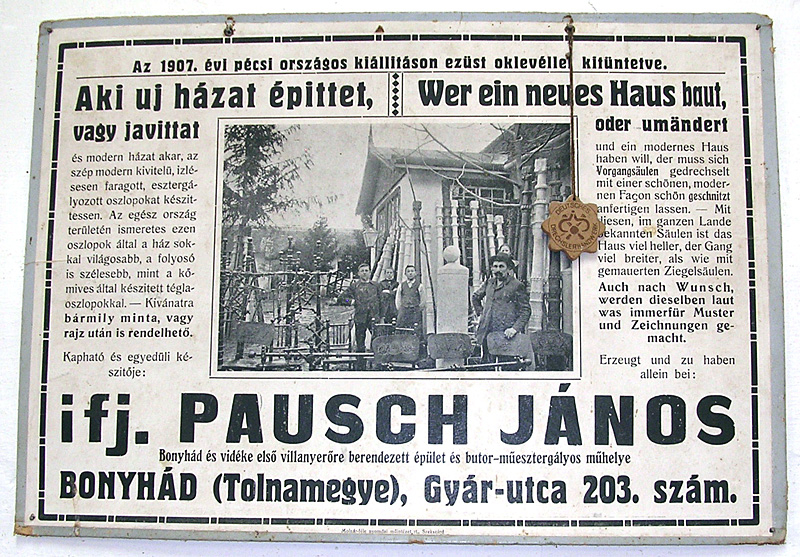 Az 1907. évi pécsi országos kiállitáson ezüst oklevéllel kitüntetve.
Aki uj házat épittet,
vagy javittat
és modern házat akar, az
szép modern kivitelű, izlé-
sesen faragott, esztergá-
lyozott oszlopokat készit-
tessen. Az egész ország
területén ismeretes ezen
oszlopok által a ház sok-
kal világosabb, a folyosó
is szélesebb, mint a kő-
míves által készitett tégla-
oszlopokkal. — Kívánatra
bármily minta, vagy
rajz után is rendelhető.
Kapható és egyedüli ké-
szitője:
Wer ein neues Haus baut,
oder umändert
und ein modernes Haus
haben will, der muss sich
Vorgangsäulen gedrechselt
mit einer schönen, moder-
nen Façon schön geschnitzt
anfertigen lassen. — Mit
diesen, im ganzen Lande
bekannten Säulen ist das
Haus viel heller, der Gang
viel breiter, als wie mit
gemauerten Ziegelsäulen.
Auch nach Wunsch,
werden dieselben laut
was immerfür Muster
und Zeichnungen ge-
macht.
Erzeugt und zu haben
allein bei:
DEUTSCHES
DRECHSLERHANDWERK
ifj. PAUSCH JÁNOS
Bonyhád és vidéke első villanyerőre berendezett épület és butor-műesztergályos műhelye
BONYHÁD (Tolnamegye), Gyár-utca 203. szám.